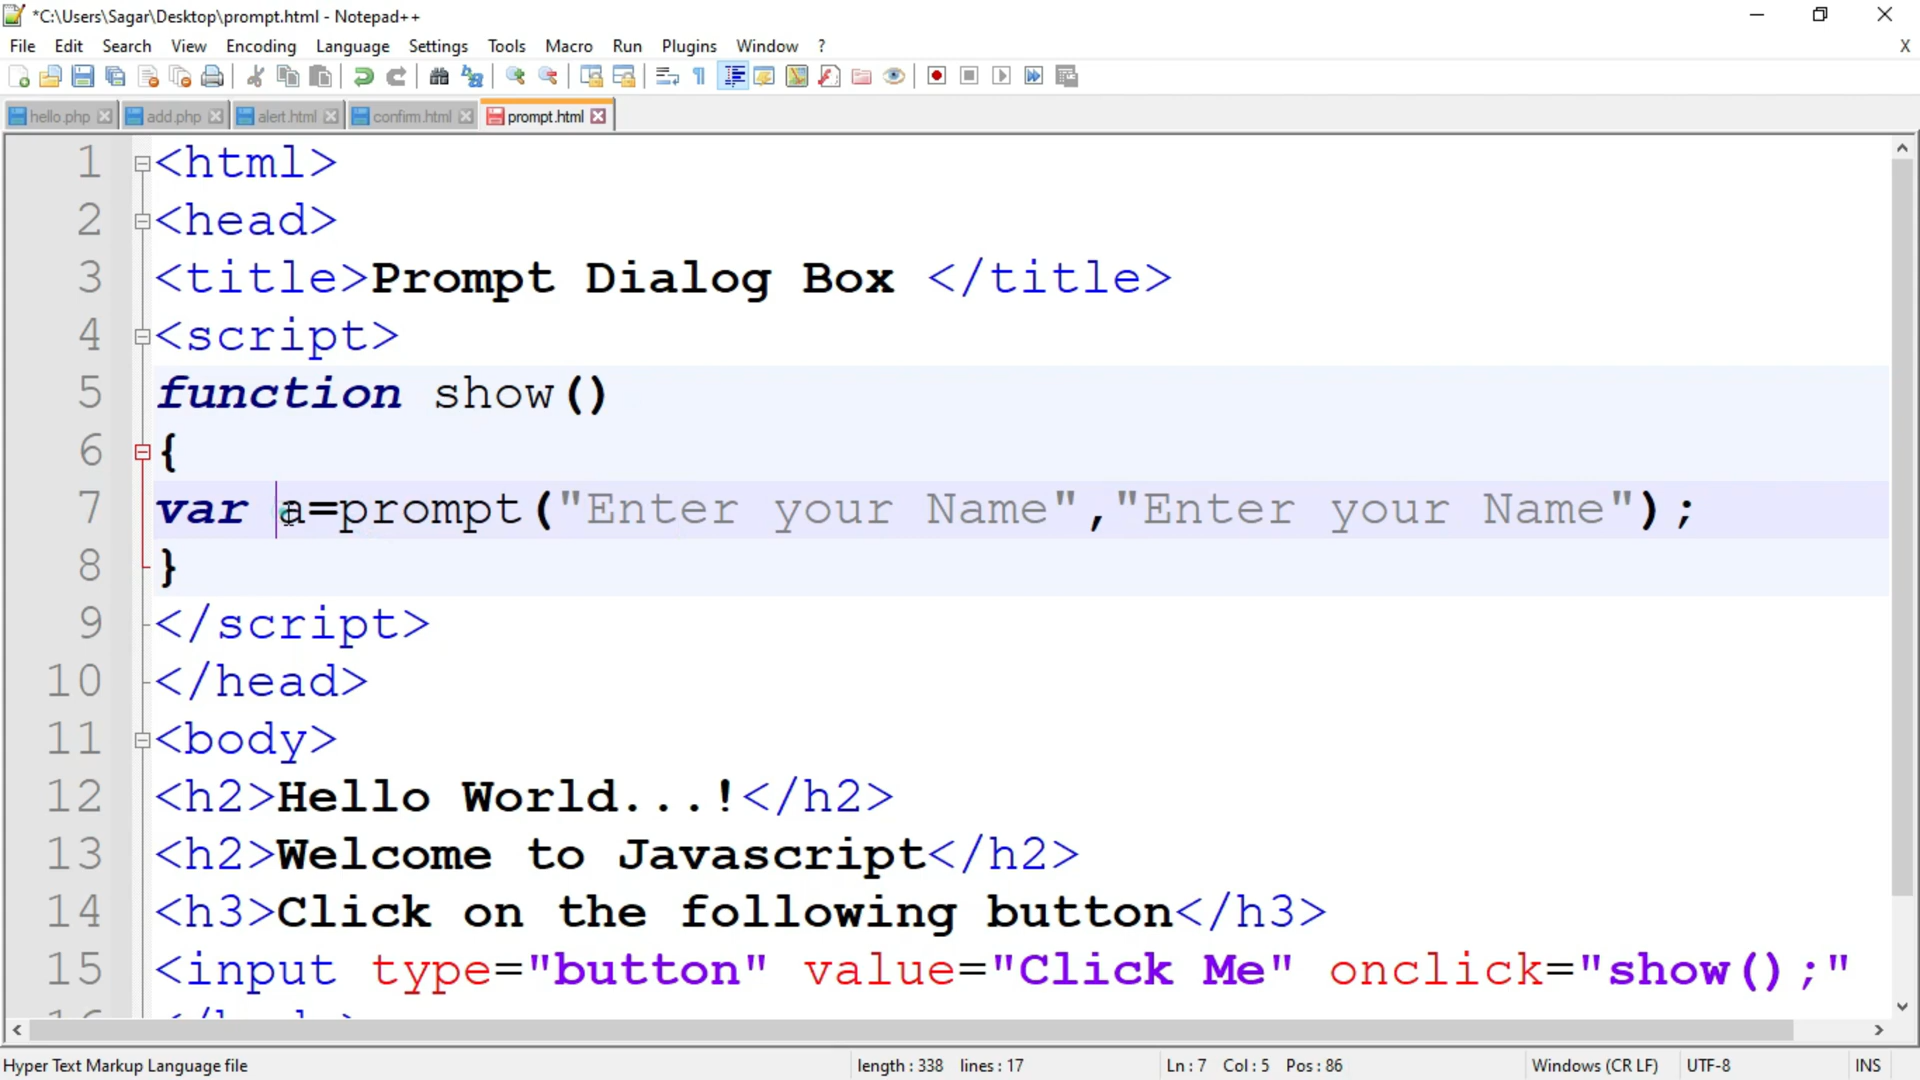 *C:\Users\Sagar\Desktop\prompt.html - Notepad++
File Edit Search View Encoding Language Settings Tools Macro Run Plugins Window ? X
hello.php add.php alert.html confirm.html prompt.html
1 <html>
2 <head>
3 <title>Prompt Dialog Box </title>
4 <script>
5 function show()
6 {
7 var a=prompt("Enter your Name","Enter your Name");
8 }
9 </script>
10 </head>
11 <body>
12 <h2>Hello World...!</h2>
13 <h2>Welcome to Javascript</h2>
14 <h3>Click on the following button</h3>
15 <input type="button" value="Click Me" onclick="show();"
Hyper Text Markup Language file length : 338 lines : 17 Ln : 7 Col : 5 Pos : 86 Windows (CR LF) UTF-8 INS